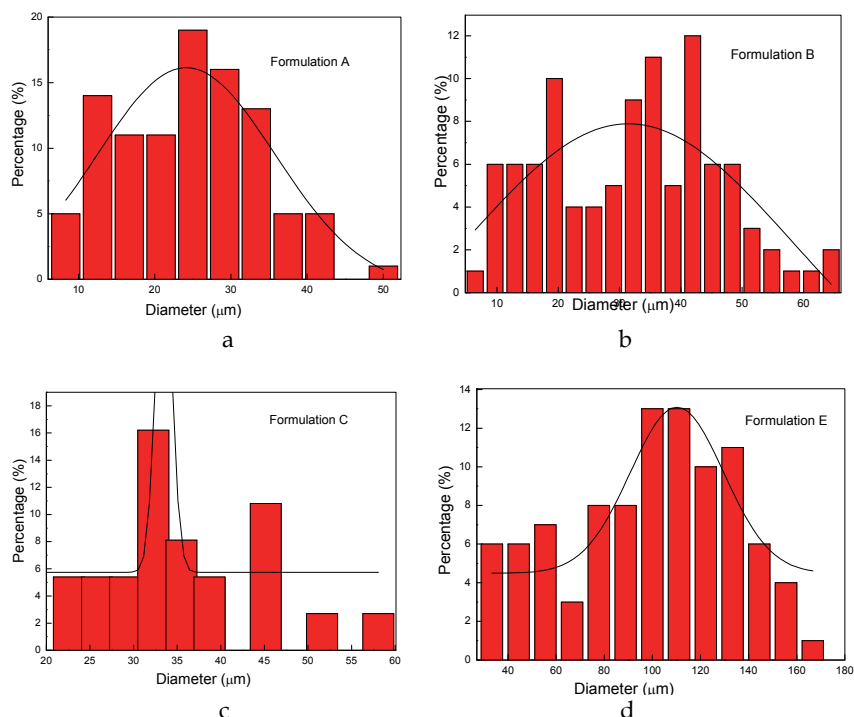 20
15
10
5
0
Percentage (%)
Formulation A
10 20 30 40 50
Diameter (μm)
a
12
10
8
6
4
2
0
Percentage (%)
Formulation B
10 20 30 40 50 60
Diameter (μm)
b
18
16
14
12
10
8
6
4
2
0
Percentage (%)
Formulation C
20 25 30 35 40 45 50 55 60
Diameter (μm)
c
14
12
10
8
6
4
2
0
Percentage (%)
Formulation E
40 60 80 100 120 140 160 180
Diameter (μm)
d